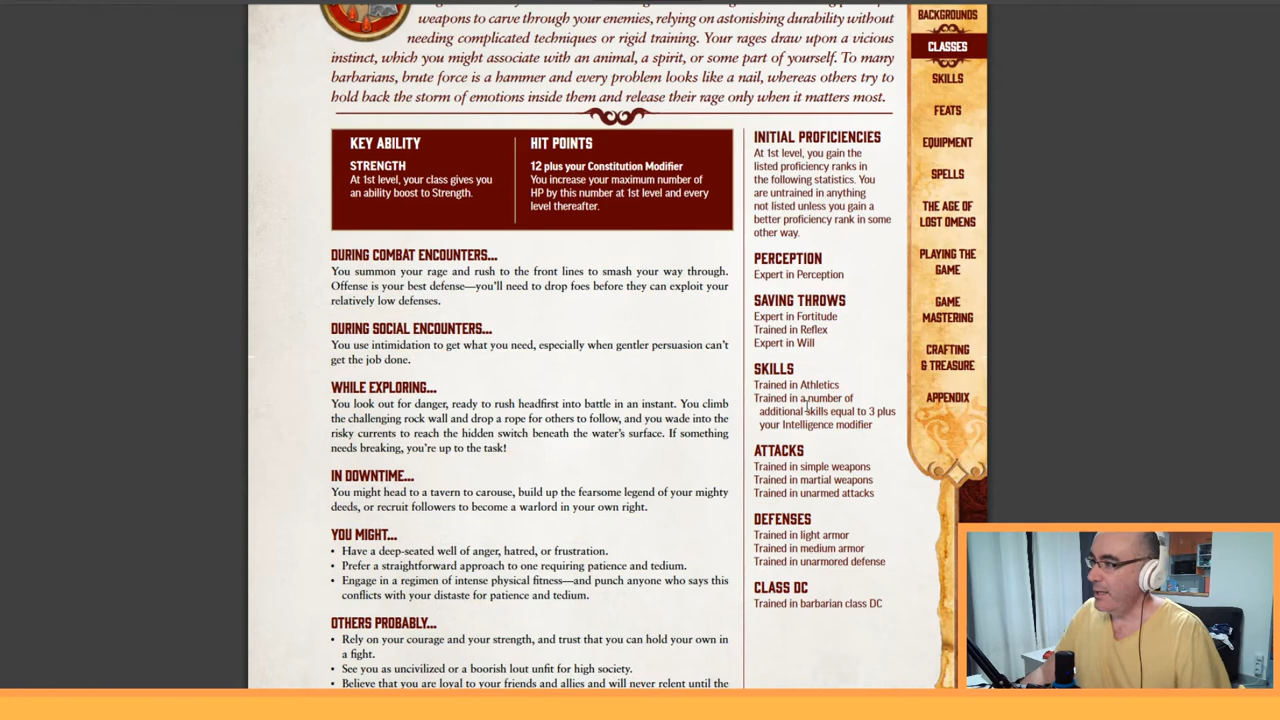 weapons to carve through your enemies, relying on astonishing durability without
needing complicated techniques or rigid training. Your rages draw upon a vicious
instinct, which you might associate with an animal, a spirit, or some part of yourself. To many
barbarians, brute force is a hammer and every problem looks like a nail, whereas others try to
hold back the storm of emotions inside them and release their rage only when it matters most.
KEY ABILITY
STRENGTH
At 1st level, your class gives you
an ability boost to Strength.
HIT POINTS
12 plus your Constitution Modifier
You increase your maximum number of
HP by this number at 1st level and every
level thereafter.
DURING COMBAT ENCOUNTERS...
You summon your rage and rush to the front lines to smash your way through.
Offense is your best defense—you’ll need to drop foes before they can exploit your
relatively low defenses.
DURING SOCIAL ENCOUNTERS...
You use intimidation to get what you need, especially when gentler persuasion can’t
get the job done.
WHILE EXPLORING...
You look out for danger, ready to rush headfirst into battle in an instant. You climb
the challenging rock wall and drop a rope for others to follow, and you wade into the
risky currents to reach the hidden switch beneath the water’s surface. If something
needs breaking, you’re up to the task!
IN DOWNTIME...
You might head to a tavern to carouse, build up the fearsome legend of your mighty
deeds, or recruit followers to become a warlord in your own right.
YOU MIGHT...
• Have a deep-seated well of anger, hatred, or frustration.
• Prefer a straightforward approach to one requiring patience and tedium.
• Engage in a regimen of intense physical fitness—and punch anyone who says this
conflicts with your distaste for patience and tedium.
OTHERS PROBABLY...
• Rely on your courage and your strength, and trust that you can hold your own in
a fight.
• See you as uncivilized or a boorish lout unfit for high society.
• Believe that you are loyal to your friends and allies and will never relent until the
INITIAL PROFICIENCIES
At 1st level, you gain the
listed proficiency ranks in
the following statistics. You
are untrained in anything
not listed unless you gain a
better proficiency rank in some
other way.
PERCEPTION
Expert in Perception
SAVING THROWS
Expert in Fortitude
Trained in Reflex
Expert in Will
SKILLS
Trained in Athletics
Trained in a number of
additional skills equal to 3 plus
your Intelligence modifier
ATTACKS
Trained in simple weapons
Trained in martial weapons
Trained in unarmed attacks
DEFENSES
Trained in light armor
Trained in medium armor
Trained in unarmored defense
CLASS DC
Trained in barbarian class DC
BACKGROUNDS
CLASSES
SKILLS
FEATS
EQUIPMENT
SPELLS
THE AGE OF
LOST OMENS
PLAYING THE
GAME
GAME
MASTERING
CRAFTING
& TREASURE
APPENDIX